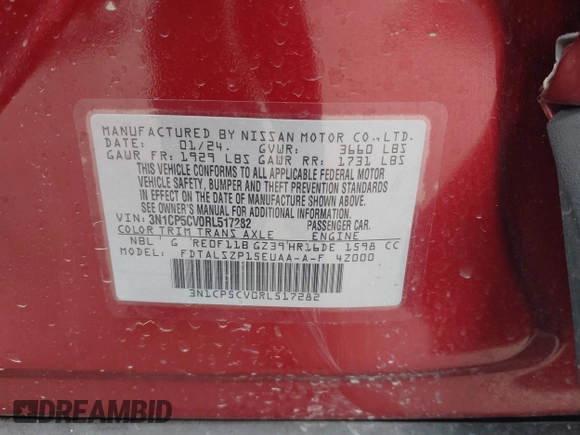 MANUFACTURED BY NISSAN MOTOR CO.,LTD.
DATE: 01/24. GVWR: 3660 LBS
GAWR FR: 1929 LBS GAWR RR: 1731 LBS
THIS VEHICLE CONFORMS TO ALL APPLICABLE FEDERAL MOTOR
VEHICLE SAFETY, BUMPER AND THEFT PREVENTION STANDARDS
IN EFFECT ON THE DATE OF MANUFACTURE SHOWN ABOVE.
SEE OWNER'S MANUAL FOR ADDITIONAL INFORMATION
VIN: 3N1CP5CV0RL517282 PASSENGER CAR.
COLOR TRIM TRANS AXLE ENGINE
NBL G RE0F11B GZ39 HR16DE 1598 CC
MODEL: FDTALSZP15EUAA-A-F 4Z000
3N1CP5CV0RL517282
DREAMBID